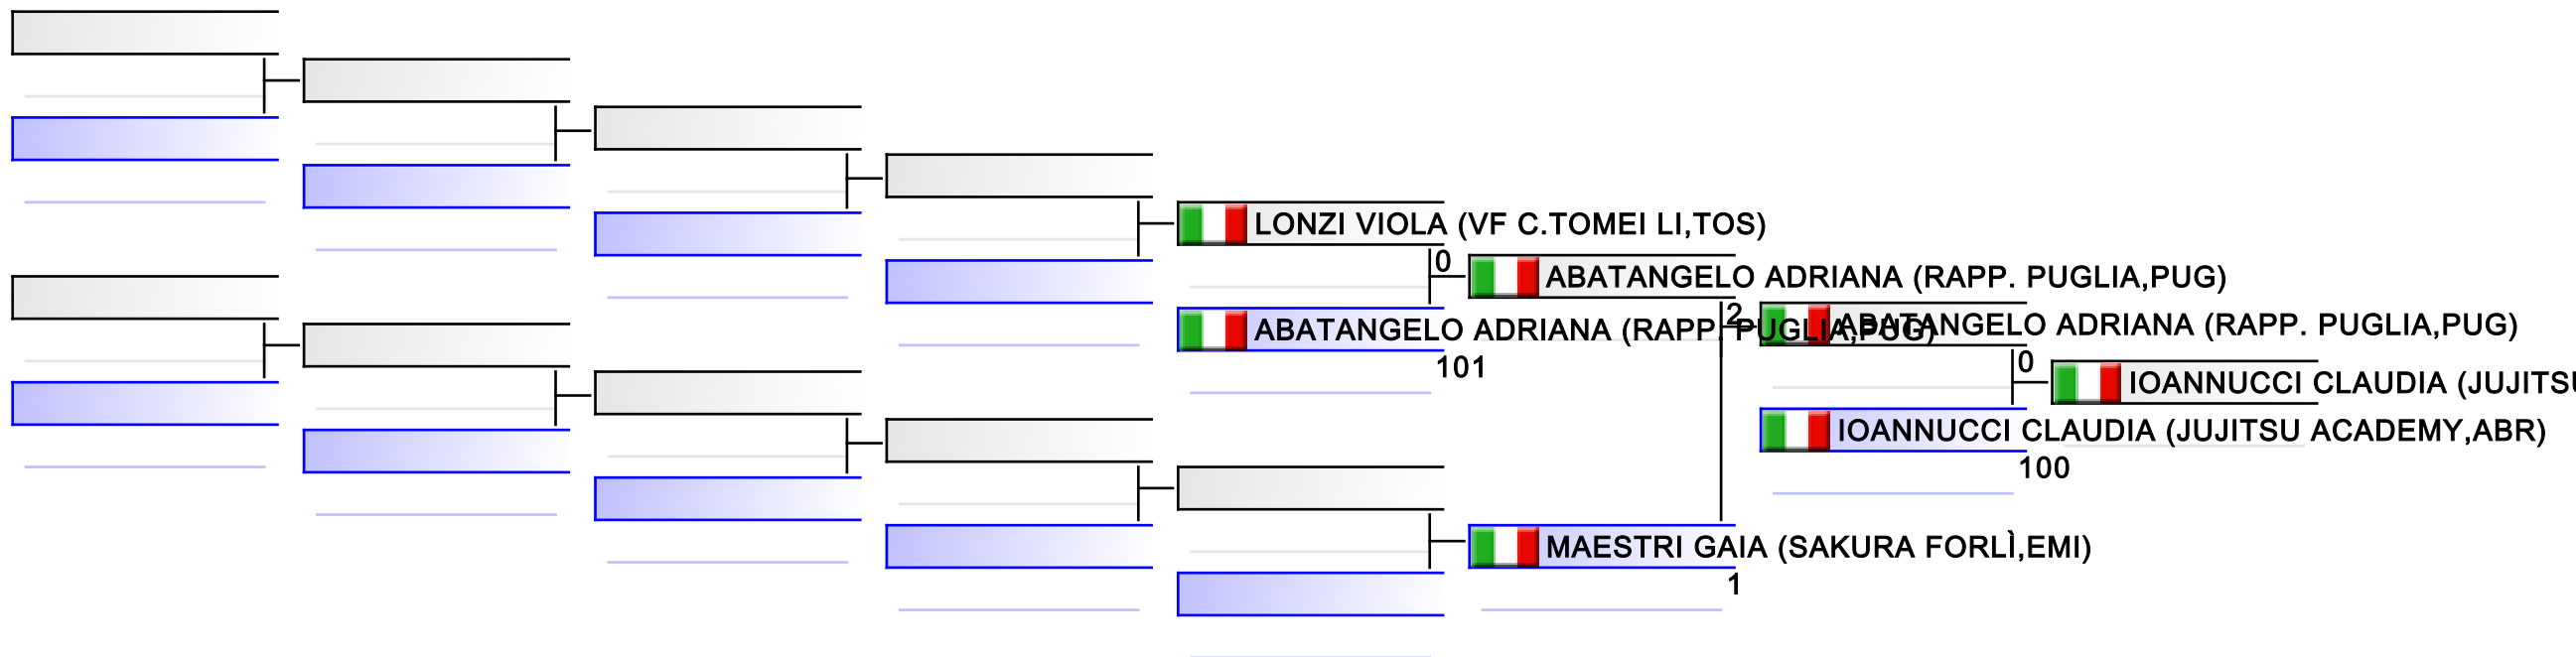 LONZI VIOLA (VF C.TOMEI LI,TOS)
0
ABATANGELO ADRIANA (RAPP. PUGLIA,PUG)
ABATANGELO ADRIANA (RAPP. PUGLIA,PUG)
101
2
ABATANGELO ADRIANA (RAPP. PUGLIA,PUG)
0
IOANNUCCI CLAUDIA (JUJITSU
IOANNUCCI CLAUDIA (JUJITSU ACADEMY,ABR)
100
MAESTRI GAIA (SAKURA FORLÌ,EMI)
1